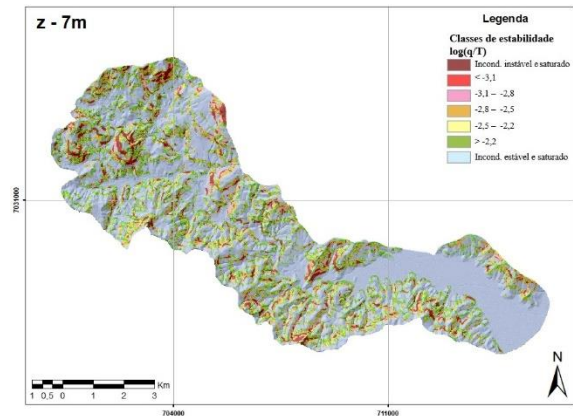 z - 7m
Legenda
Classes de estabilidade
log(q/T)
Incond. instável e saturado
< -3,1
-3,1 – -2,8
-2,8 – -2,5
-2,5 – -2,2
> -2,2
Incond. estável e saturado
7031000
N
Km
1 0,5 0 1 2 3
704000
711000